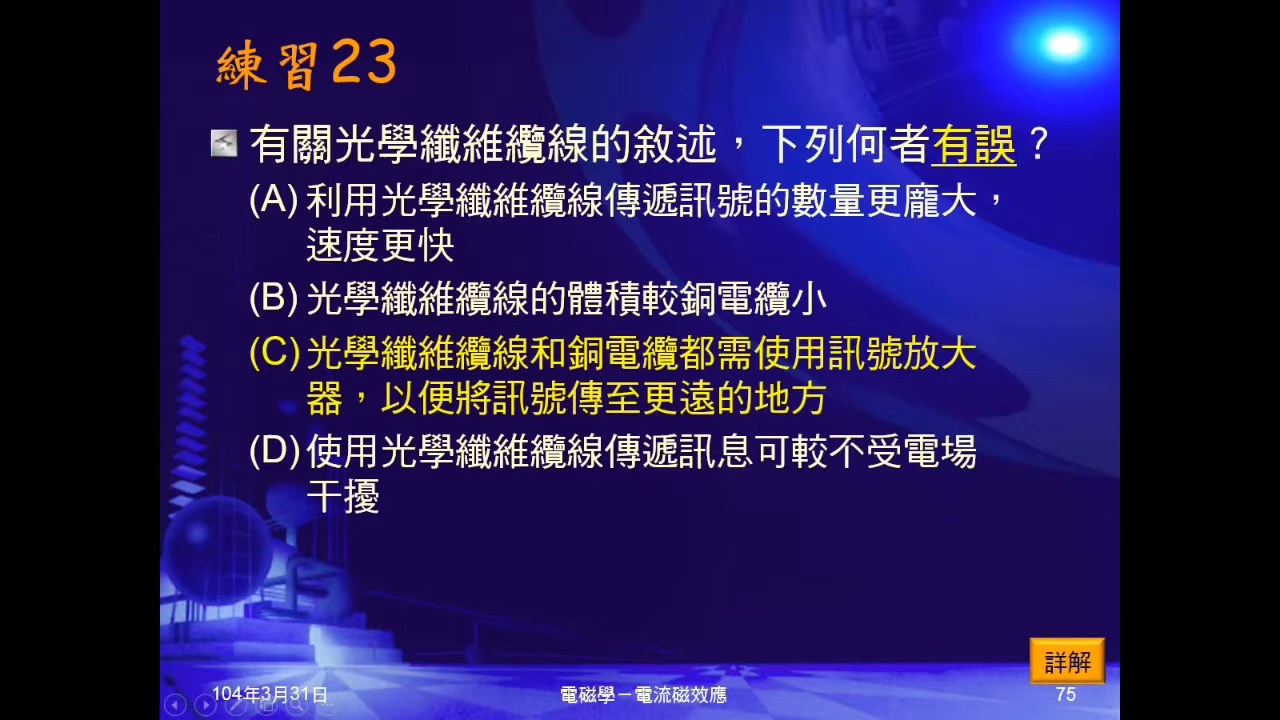 練習23
有關光學纖維纜線的敘述，下列何者有誤？
(A) 利用光學纖維纜線傳遞訊號的數量更龐大，
速度更快
(B) 光學纖維纜線的體積較銅電纜小
(C) 光學纖維纜線和銅電纜都需使用訊號放大
器，以便將訊號傳至更遠的地方
(D) 使用光學纖維纜線傳遞訊息可較不受電場
干擾
詳解
104年3月31日
電磁學－電流磁效應
75